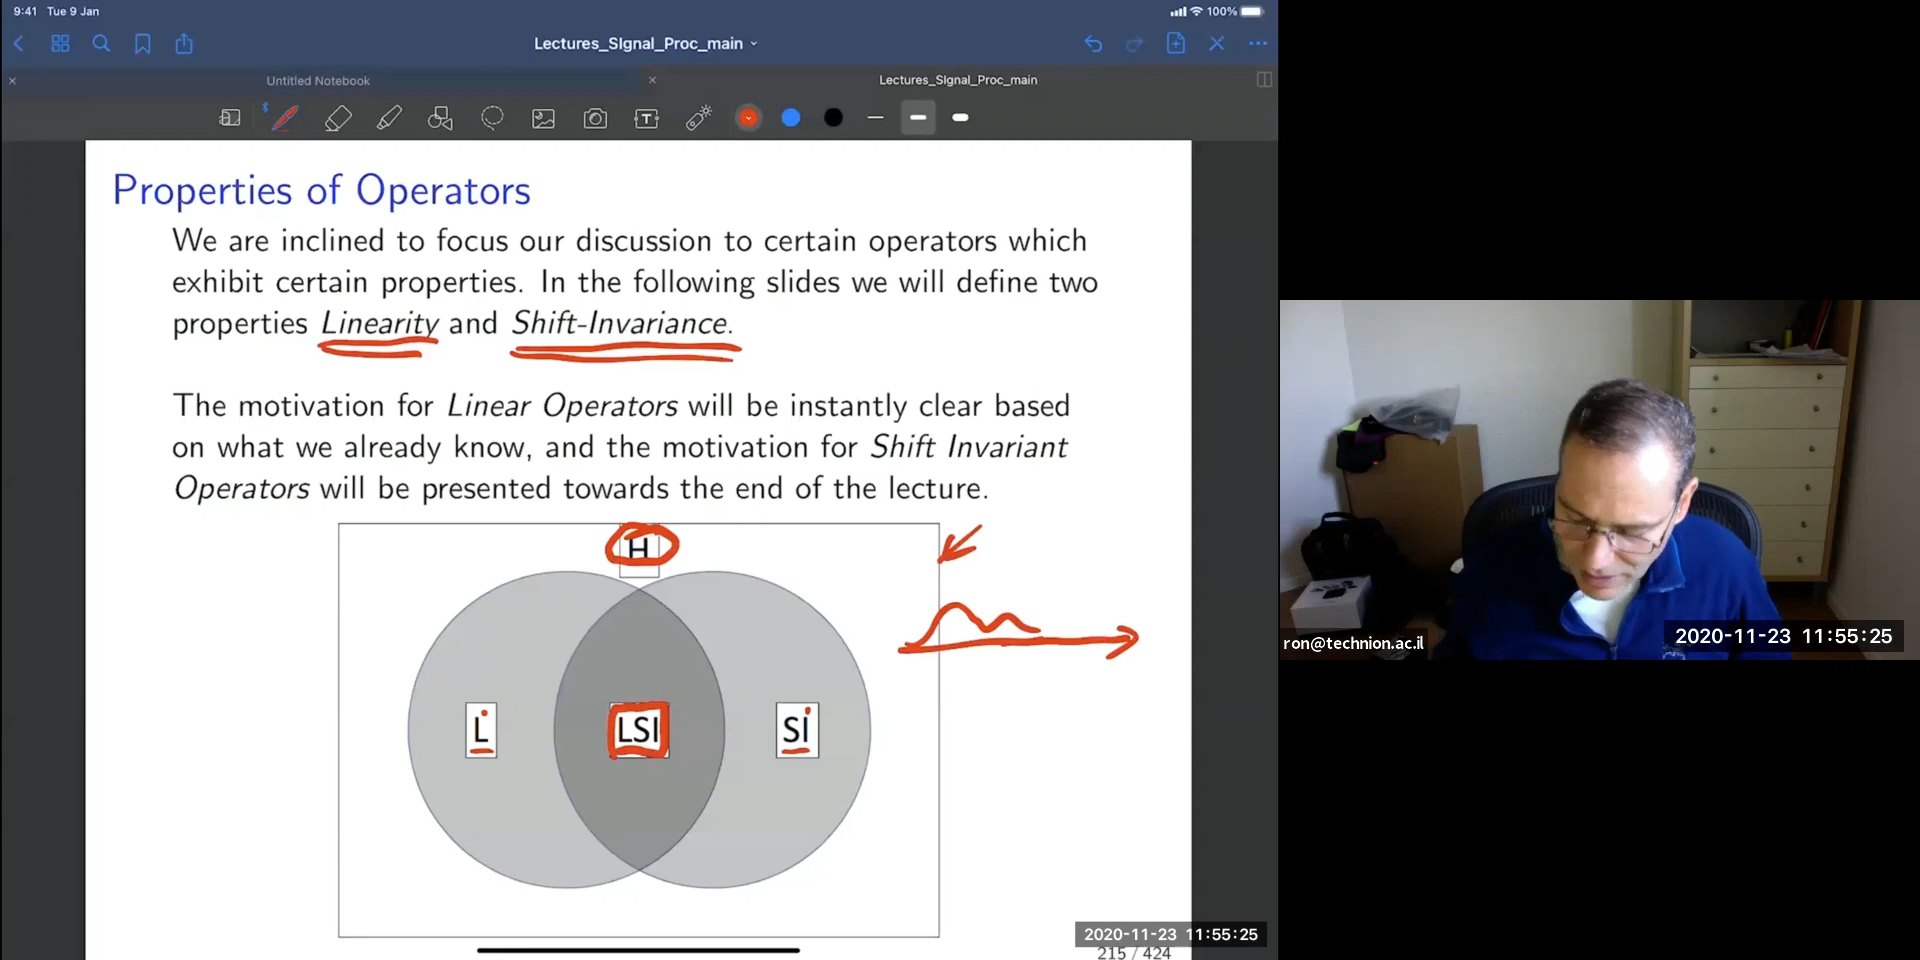 9:41 Tue 9 Jan
100%
Lectures_SIgnal_Proc_main
Untitled Notebook
Lectures_SIgnal_Proc_main
T
Properties of Operators
We are inclined to focus our discussion to certain operators which
exhibit certain properties. In the following slides we will define two
properties Linearity and Shift-Invariance.
The motivation for Linear Operators will be instantly clear based
on what we already know, and the motivation for Shift Invariant
Operators will be presented towards the end of the lecture.
H
L
LSI
SI
2020-11-23 11:55:25
215 / 424
ron@technion.ac.il
2020-11-23 11:55:25